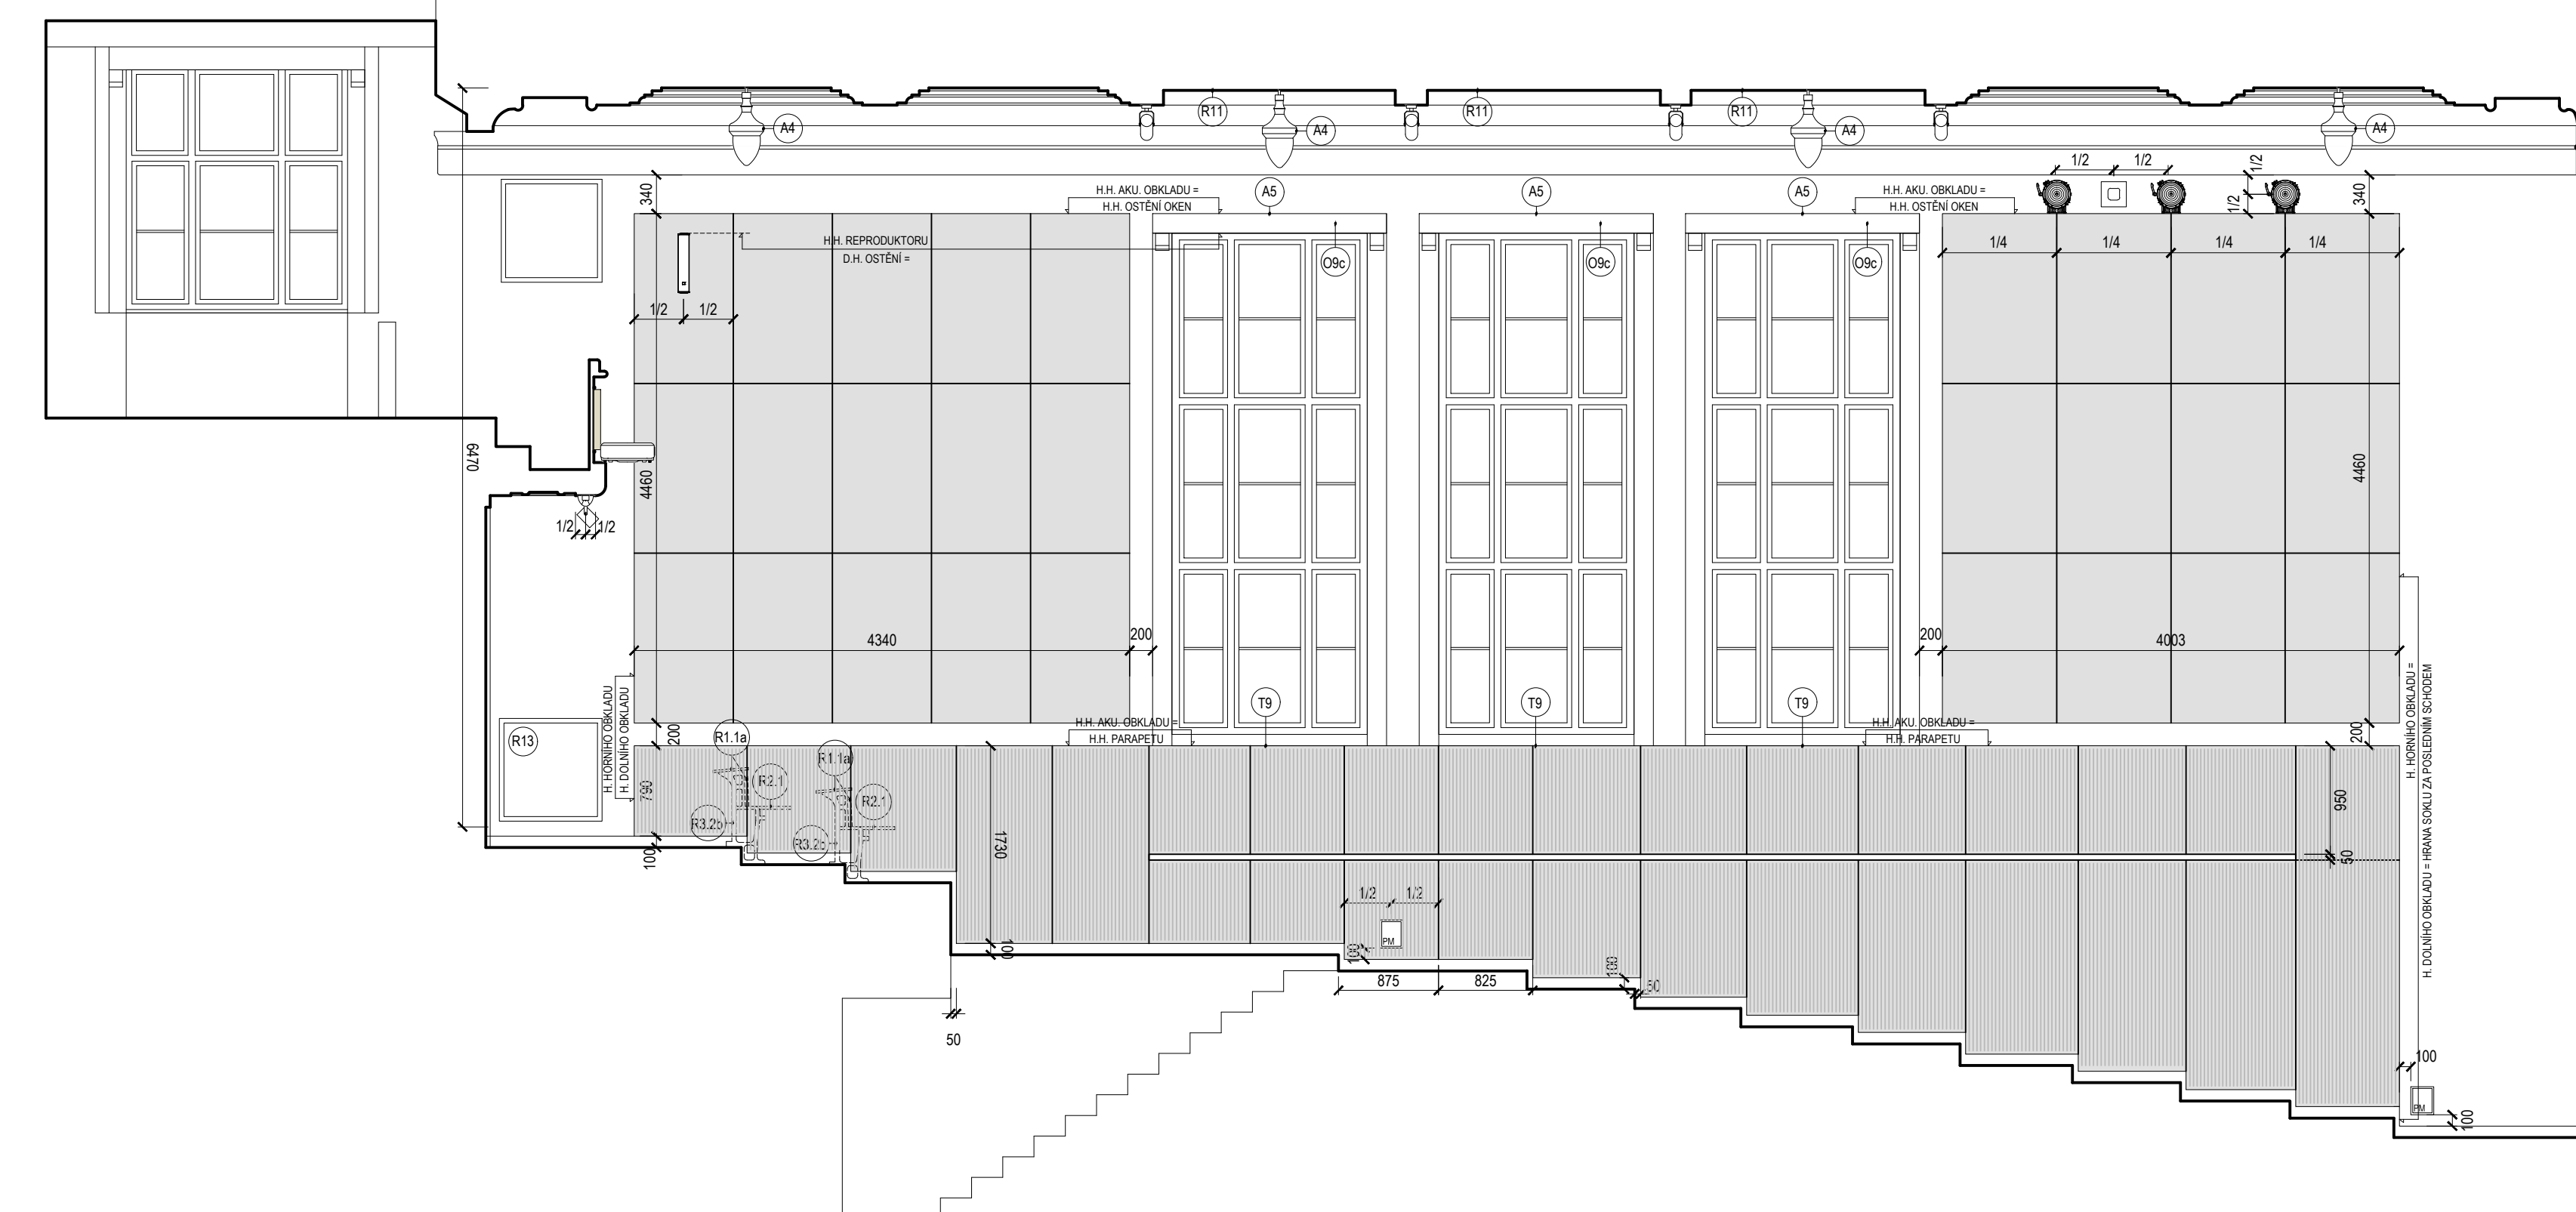 R11
R11
R11
A4
A4
A4
A4
1/2
1/2
1/2
1/2
340
340
H.H. AKU. OBKLADU =
H.H. OSTĚNÍ OKEN
A5
A5
A5
H.H. AKU. OBKLADU =
H.H. OSTĚNÍ OKEN
H.H. REPRODUKTORU
D.H. OSTĚNÍ =
O9c
O9c
O9c
1/4
1/4
1/4
1/4
1/2
1/2
6470
4460
4460
1/2
1/2
4340
200
200
4003
H. HORNÍHO OBKLADU
H. DOLNÍHO OBKLADU
H. HORNÍHO OBKLADU =
H. DOLNÍHO OBKLADU = HRANA SOKLU ZA POSLEDNÍM SCHODEM
T9
T9
T9
H.H. AKU. OBKLADU =
H.H. PARAPETU
H.H. AKU. OBKLADU =
H.H. PARAPETU
200
200
R13
R1.1a
R1.1a
R2.1
R2.1
R3.2b
R3.2b
790
950
50
1730
100
100
1/2
1/2
PM
100
100
875
825
50
50
100
PM
100